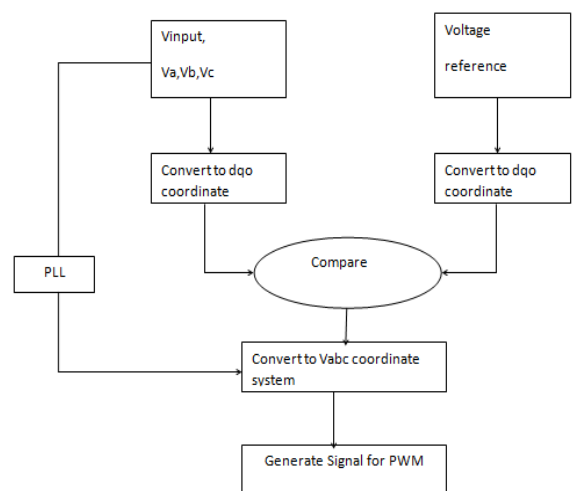 Vinput,
Va,Vb,Vc
Voltage
reference
Convert to dqo
coordinate
Convert to dqo
coordinate
Compare
PLL
Convert to Vabc coordinate
system
Generate Signal for PWM